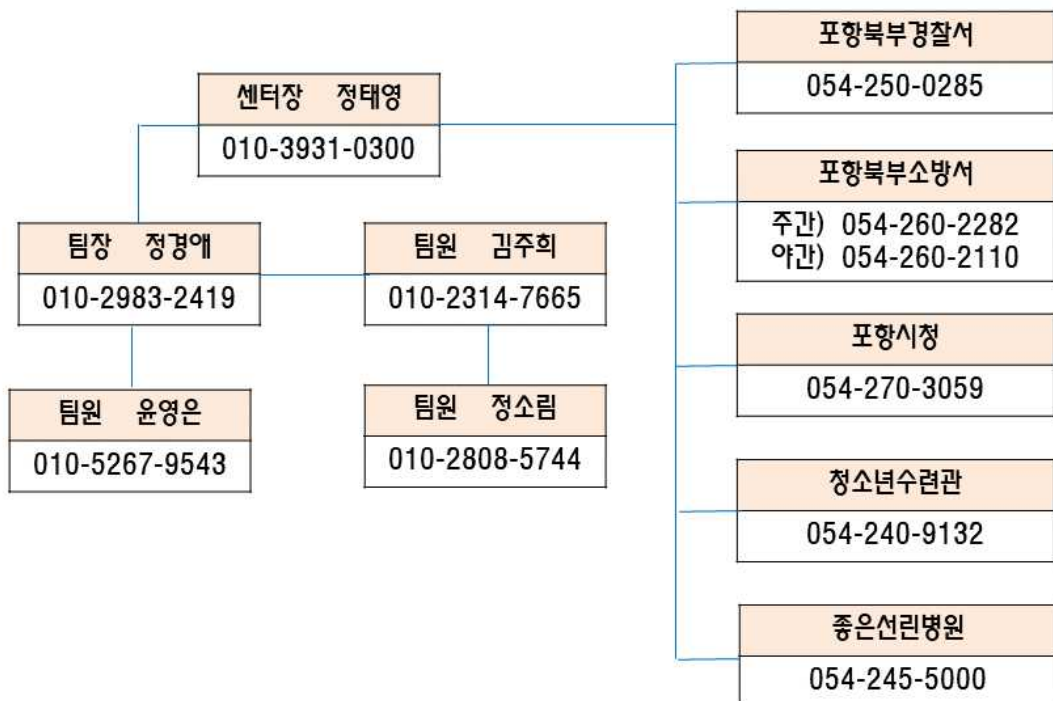 센터장 정태영
010-3931-0300
팀장 정경애
010-2983-2419
팀원 김주희
010-2314-7665
팀원 윤영은
010-5267-9543
팀원 정소림
010-2808-5744
포항북부경찰서
054-250-0285
포항북부소방서
주간) 054-260-2282
야간) 054-260-2110
포항시청
054-270-3059
청소년수련관
054-240-9132
좋은선린병원
054-245-5000